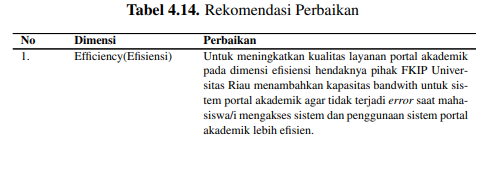 Tabel 4.14. Rekomendasi Perbaikan
No Dimensi Perbaikan
1. Efficiency(Efisiensi) Untuk meningkatkan kualitas layanan portal akademik
pada dimensi efisiensi hendaknya pihak FKIP Univer-
sitas Riau menambahkan kapasitas bandwith untuk sis-
tem portal akademik agar tidak terjadi error saat maha-
siswa/i mengakses sistem dan penggunaan sistem portal
akademik lebih efisien.